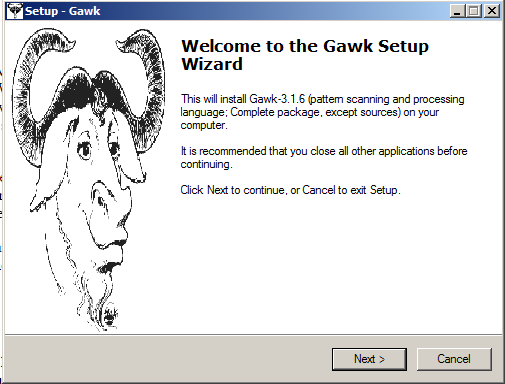 Setup - Gawk
Welcome to the Gawk Setup
Wizard
This will install Gawk-3.1.6 (pattern scanning and processing
language; Complete package, except sources) on your
computer.
It is recommended that you close all other applications before
continuing.
Click Next to continue, or Cancel to exit Setup.
Next >
Cancel